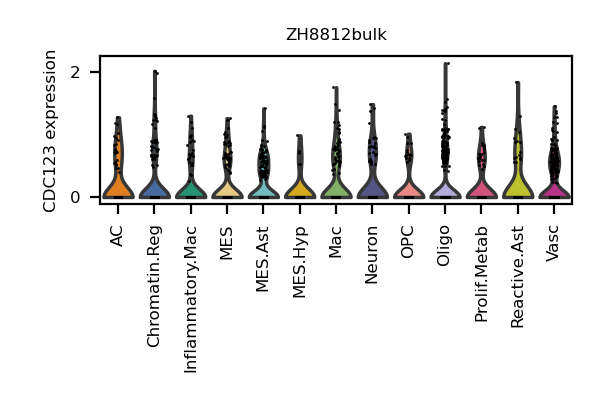 ZH8812bulk
CDC123 expression
2
0
AC
Chromatin.Reg
Inflammatory.Mac
MES
MES.Ast
MES.Hyp
Mac
Neuron
OPC
Oligo
Prolif.Metab
Reactive.Ast
Vasc